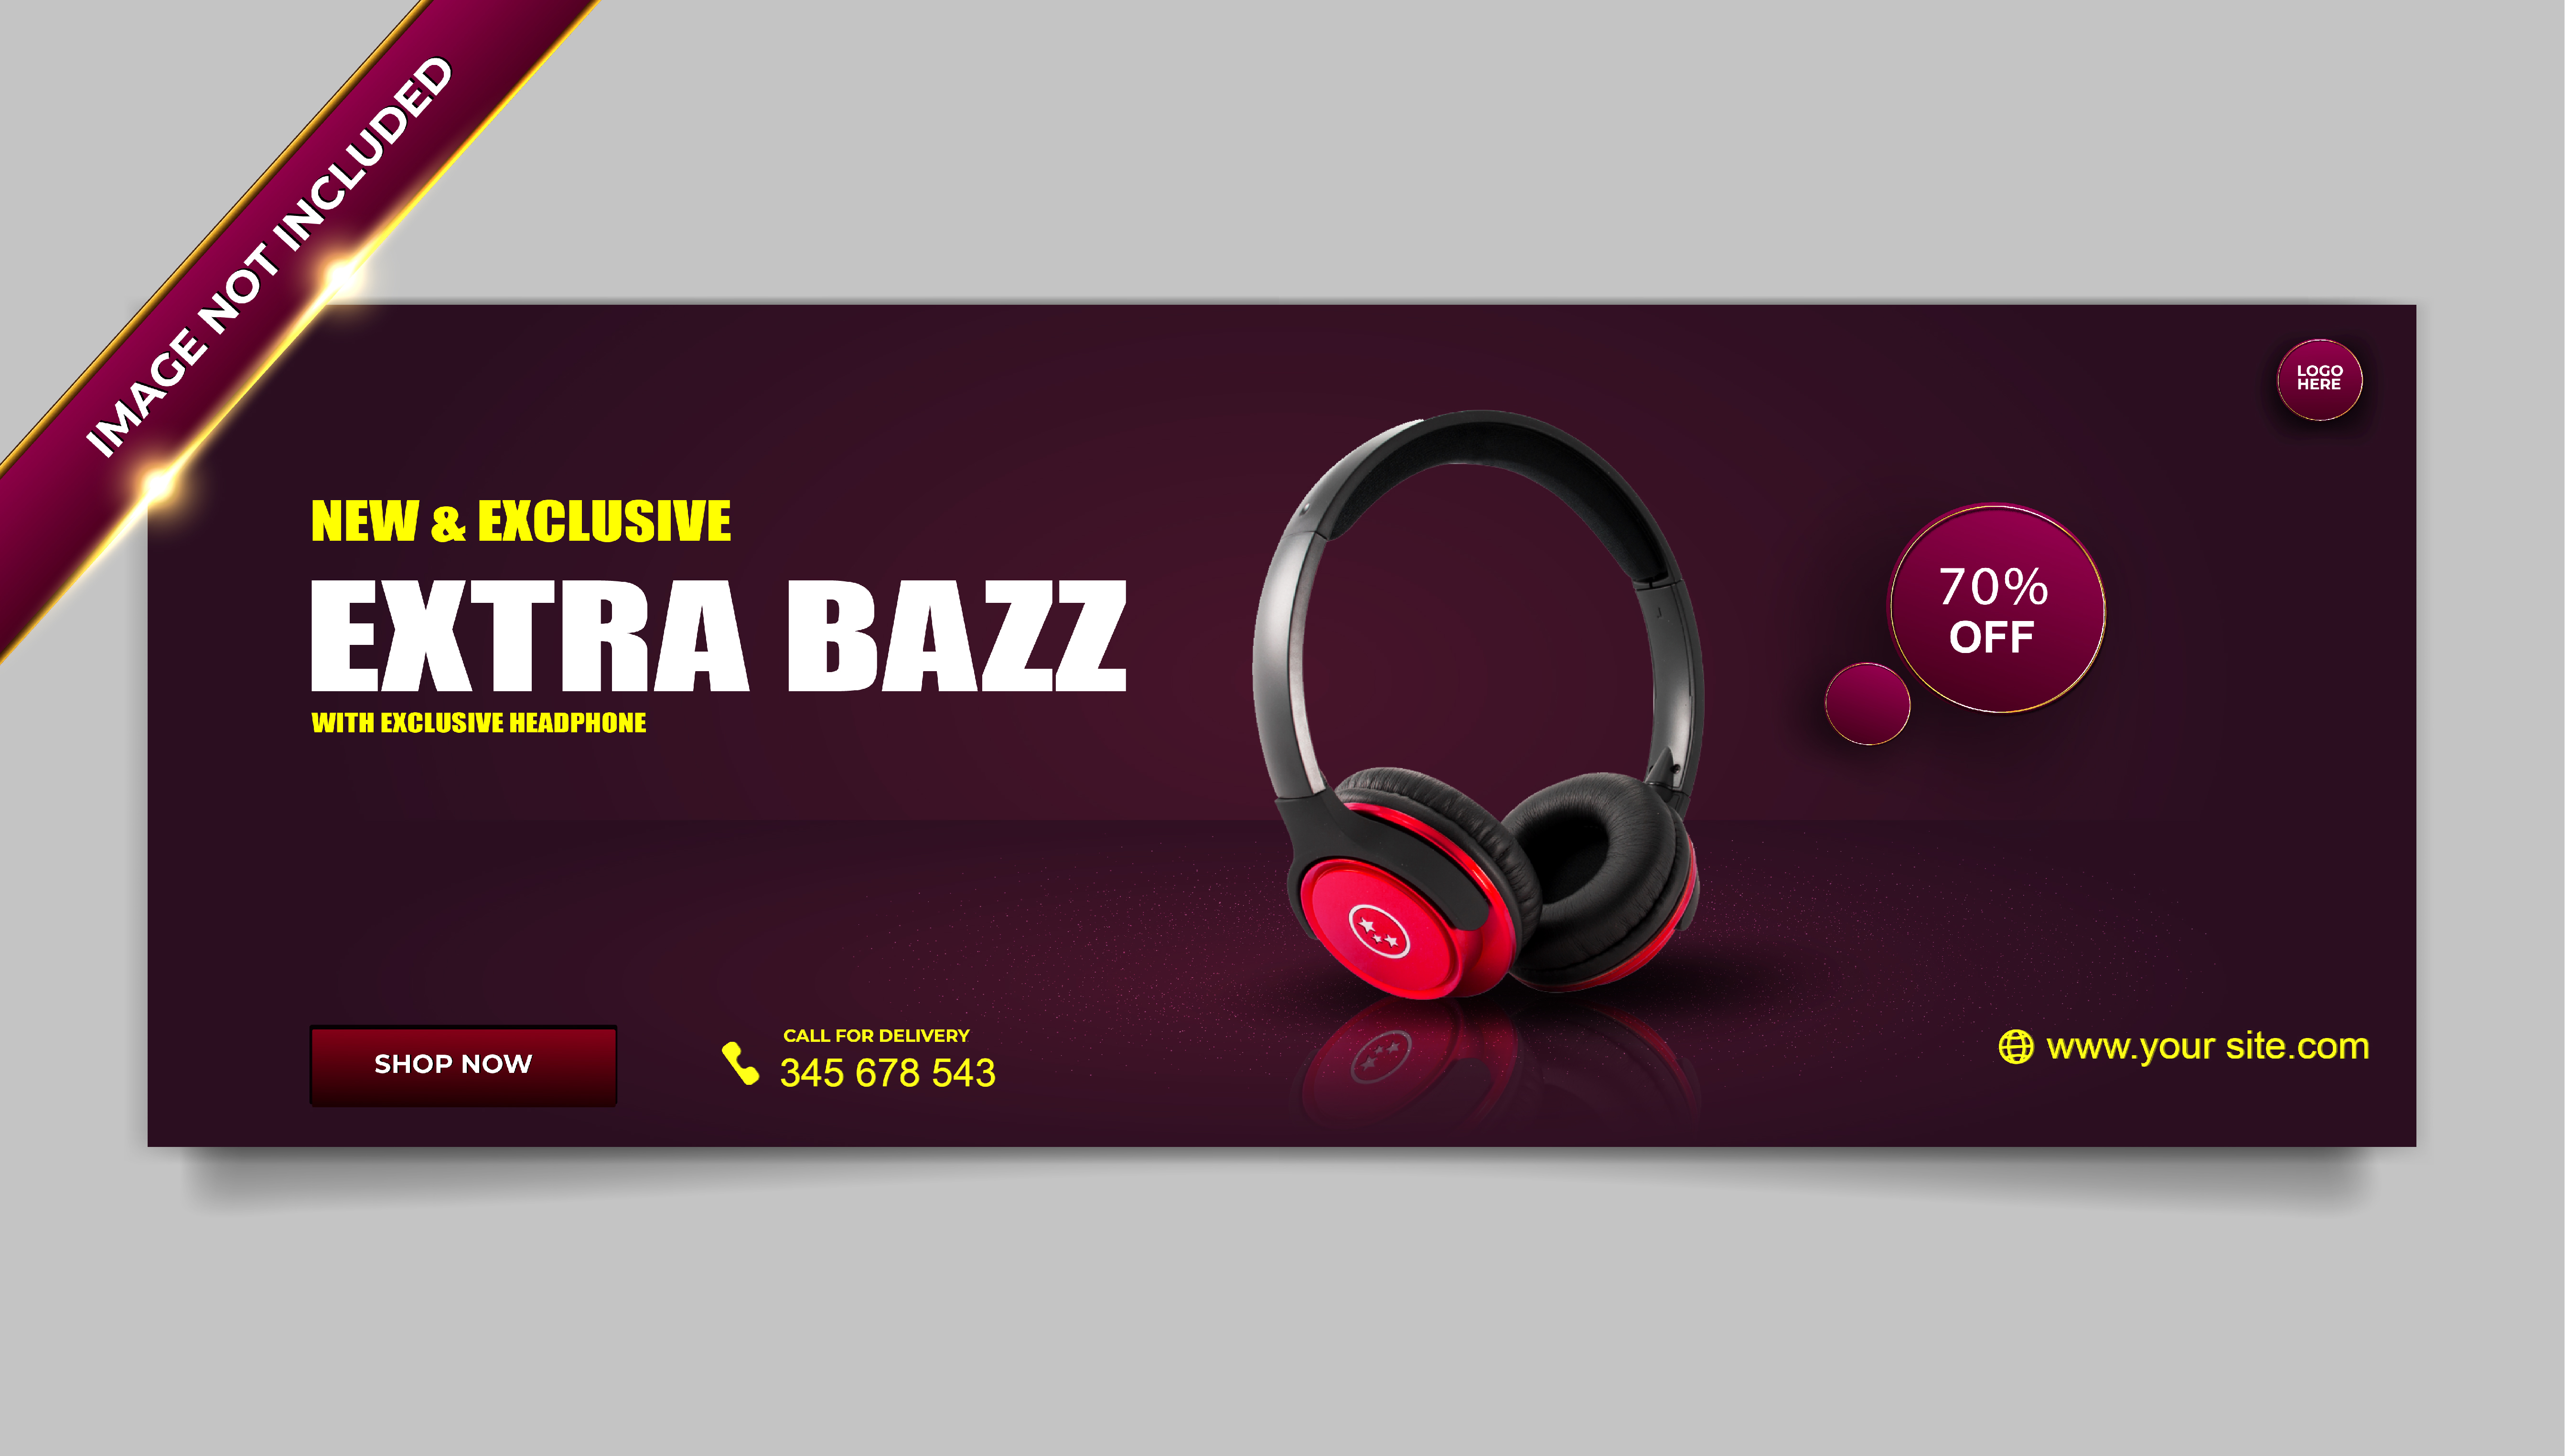 IMAGE NOT INCLUDED
LOGO
HERE
NEW & EXCLUSIVE
EXTRA BAZZ
WITH EXCLUSIVE HEADPHONE
70%
OFF
SHOP NOW
CALL FOR DELIVERY
345 678 543
www.your site.com